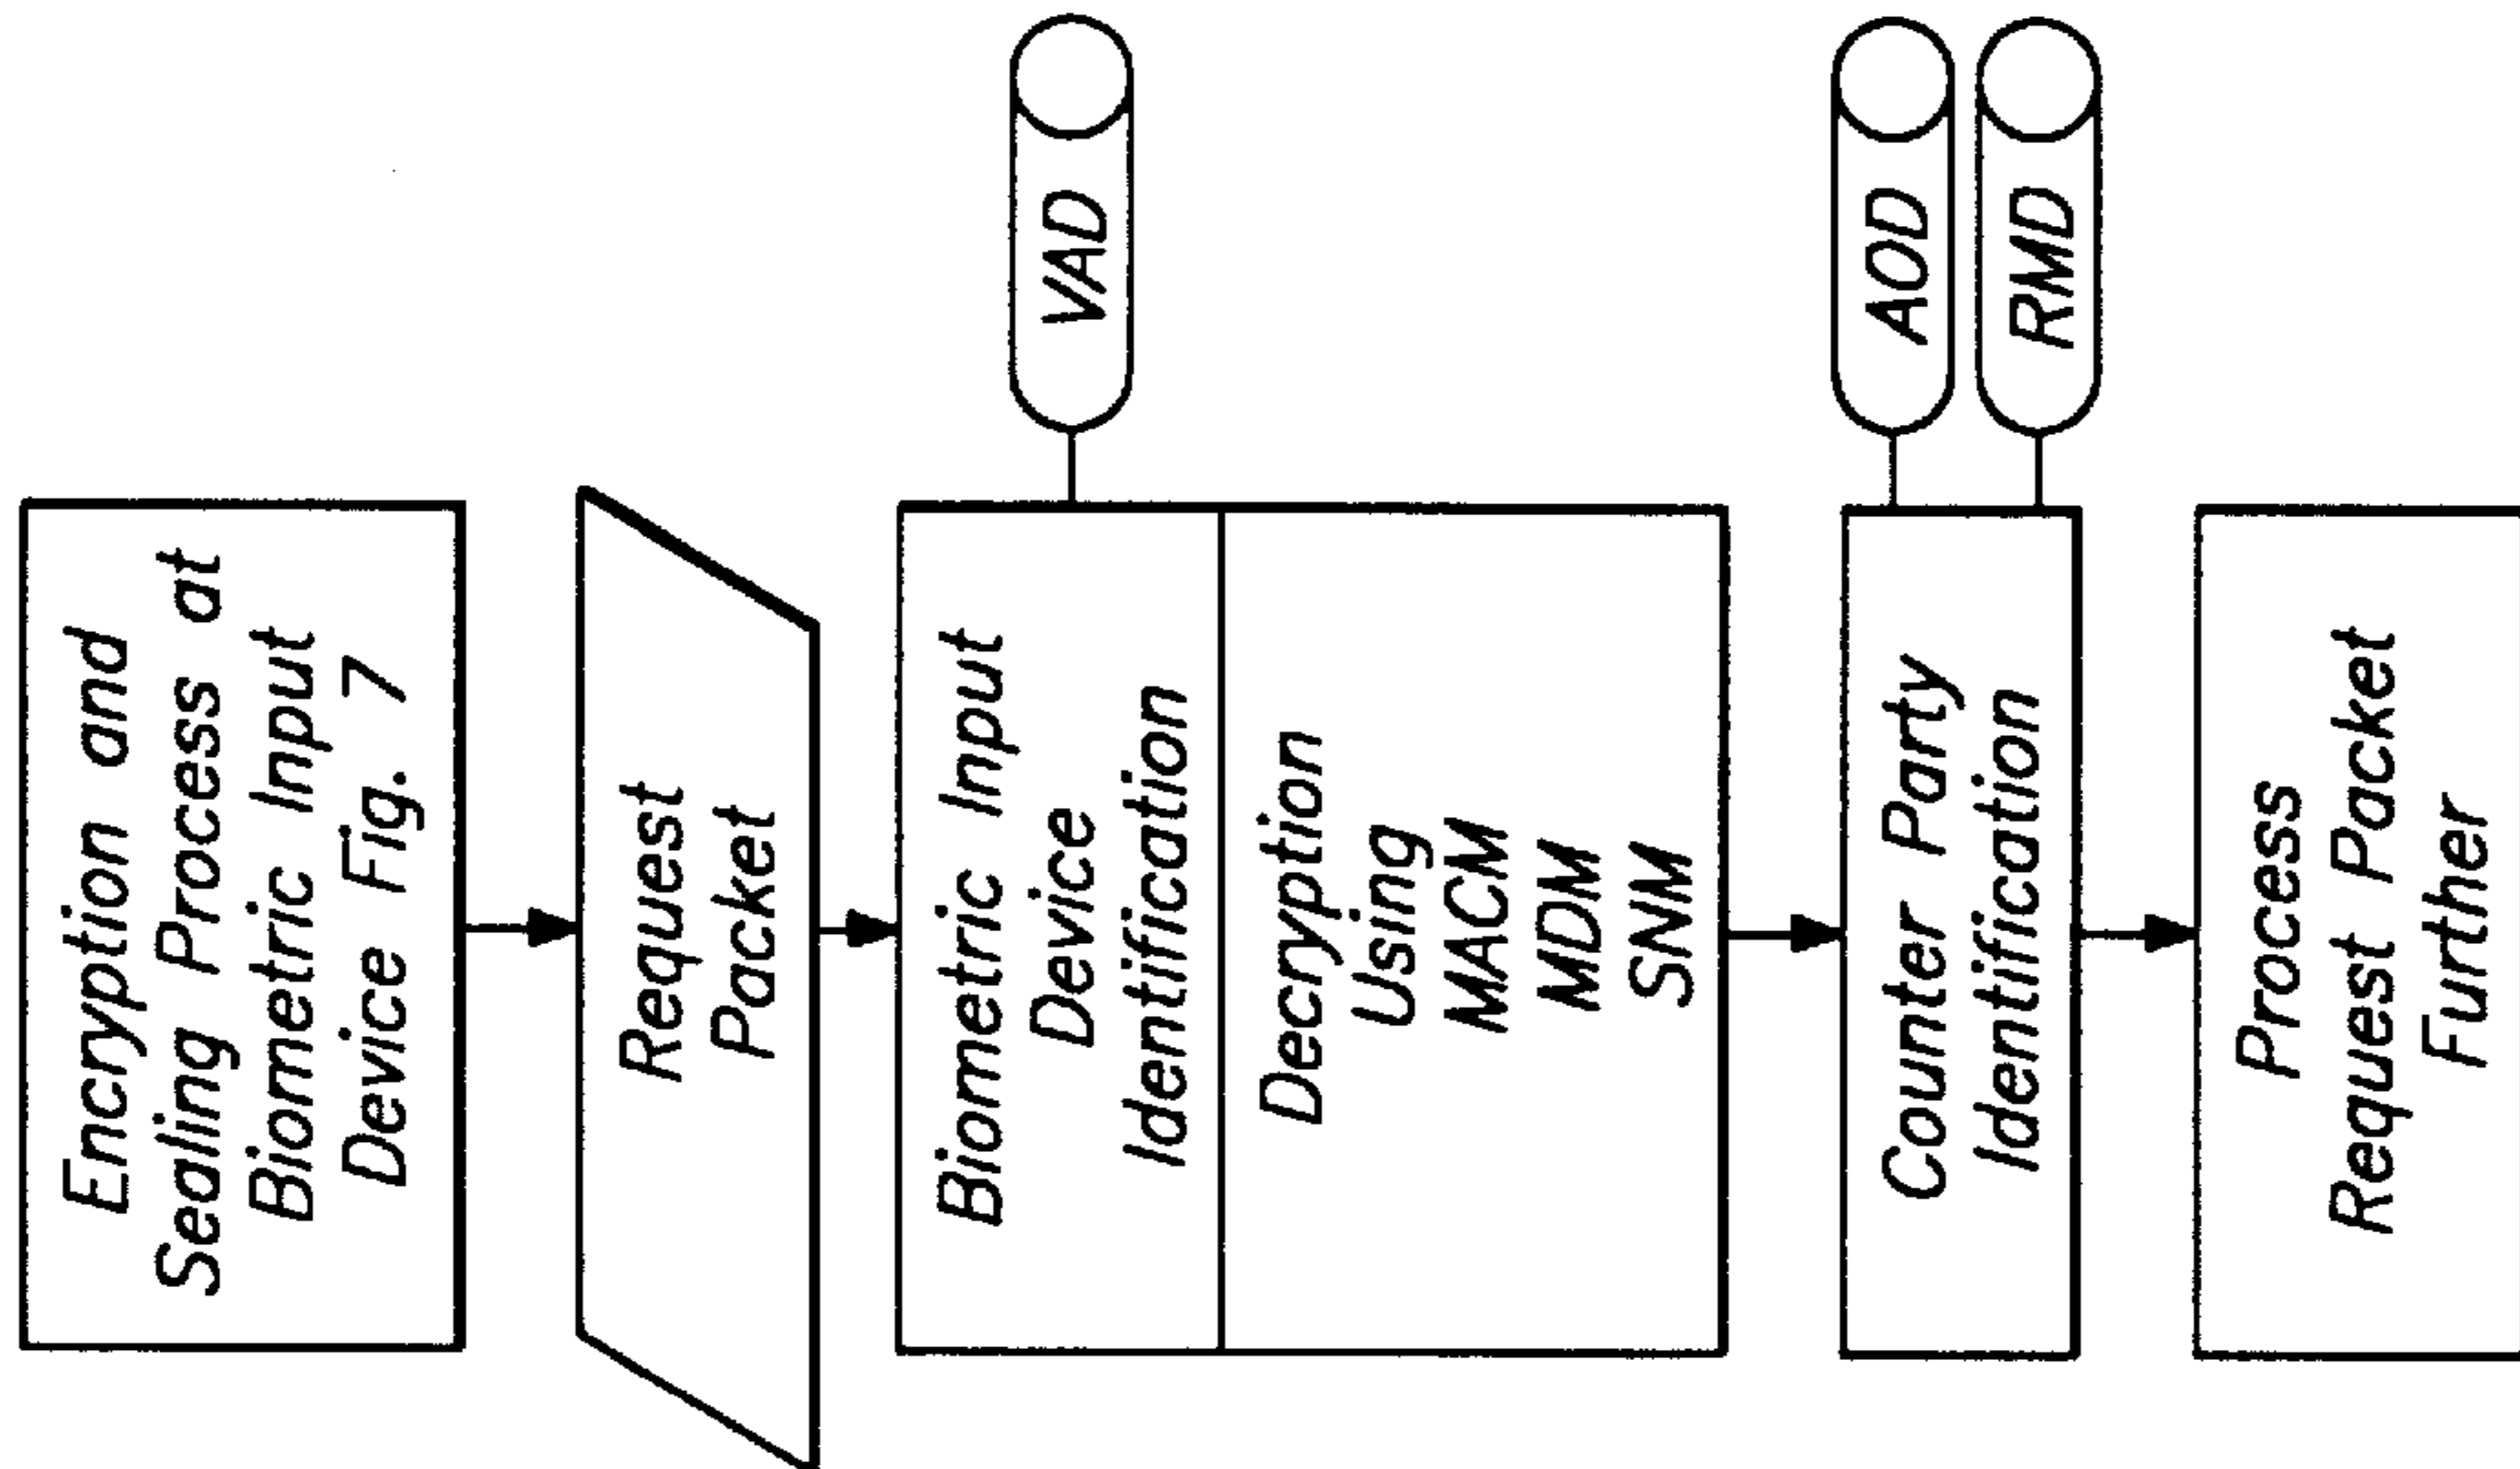 Encryption and
Sealing Process at
Biometric Input
Device Fig. 7
Request
Packet
Biometric Input
Device
Identification
VAD
Decryption
Using
MACM
MDM
SNM
Counter Party
Identification
AOD
RMD
Process
Request Packet
Further